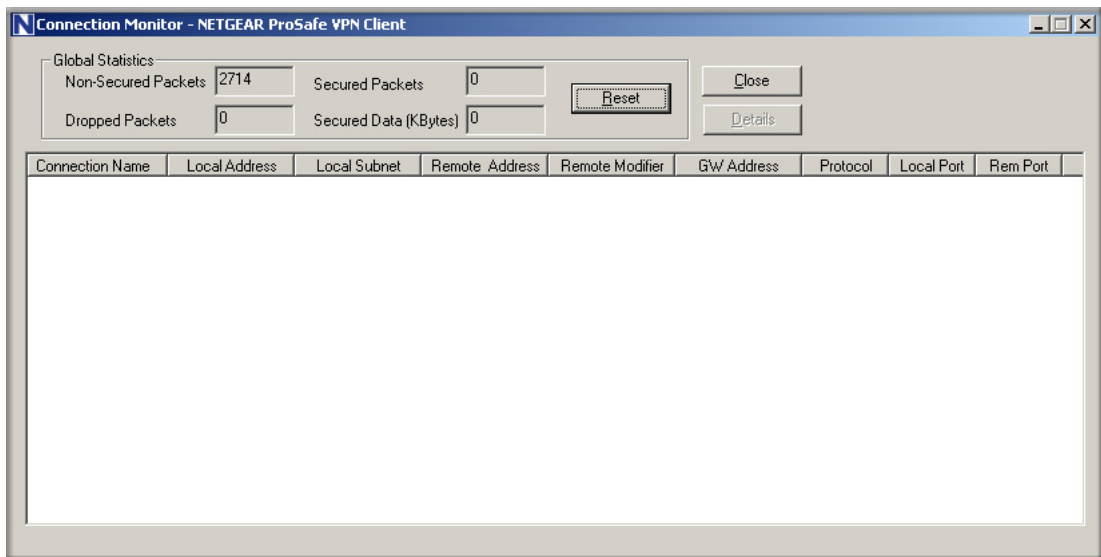 N Connection Monitor - NETGEAR ProSafe VPN Client
Global Statistics
Non-Secured Packets 2714 Secured Packets 0 Reset Close
Dropped Packets 0 Secured Data (KBytes) 0 Details
Connection Name Local Address Local Subnet Remote Address Remote Modifier GW Address Protocol Local Port Rem Port